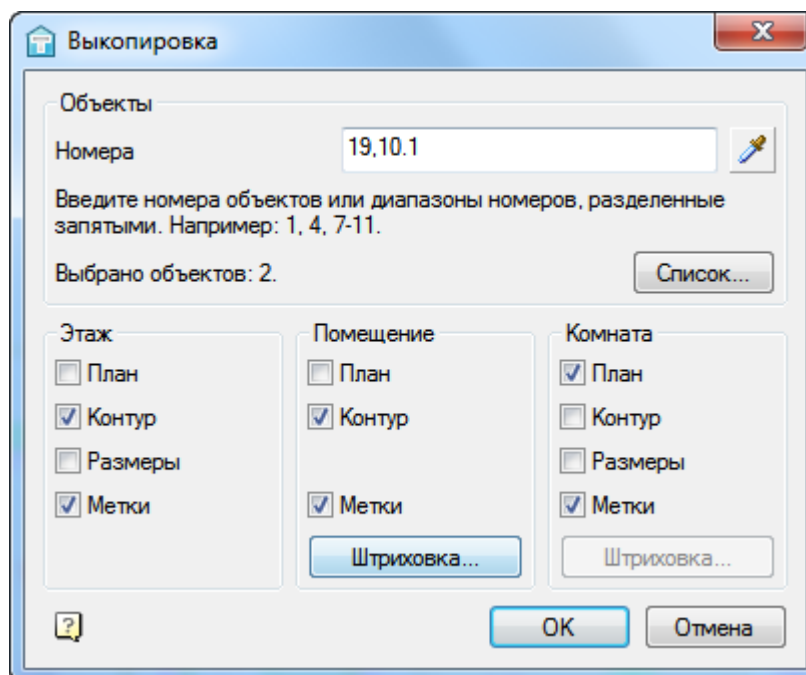 Выкопировка
Объекты
Номера 19,10.1
Введите номера объектов или диапазоны номеров, разделенные
запятыми. Например: 1, 4, 7-11.
Выбрано объектов: 2. Список...
Этаж Помещение Комната
План План План
Контур Контур Контур
Размеры Размеры
Метки Метки Метки
Штриховка... Штриховка...
? OK Отмена